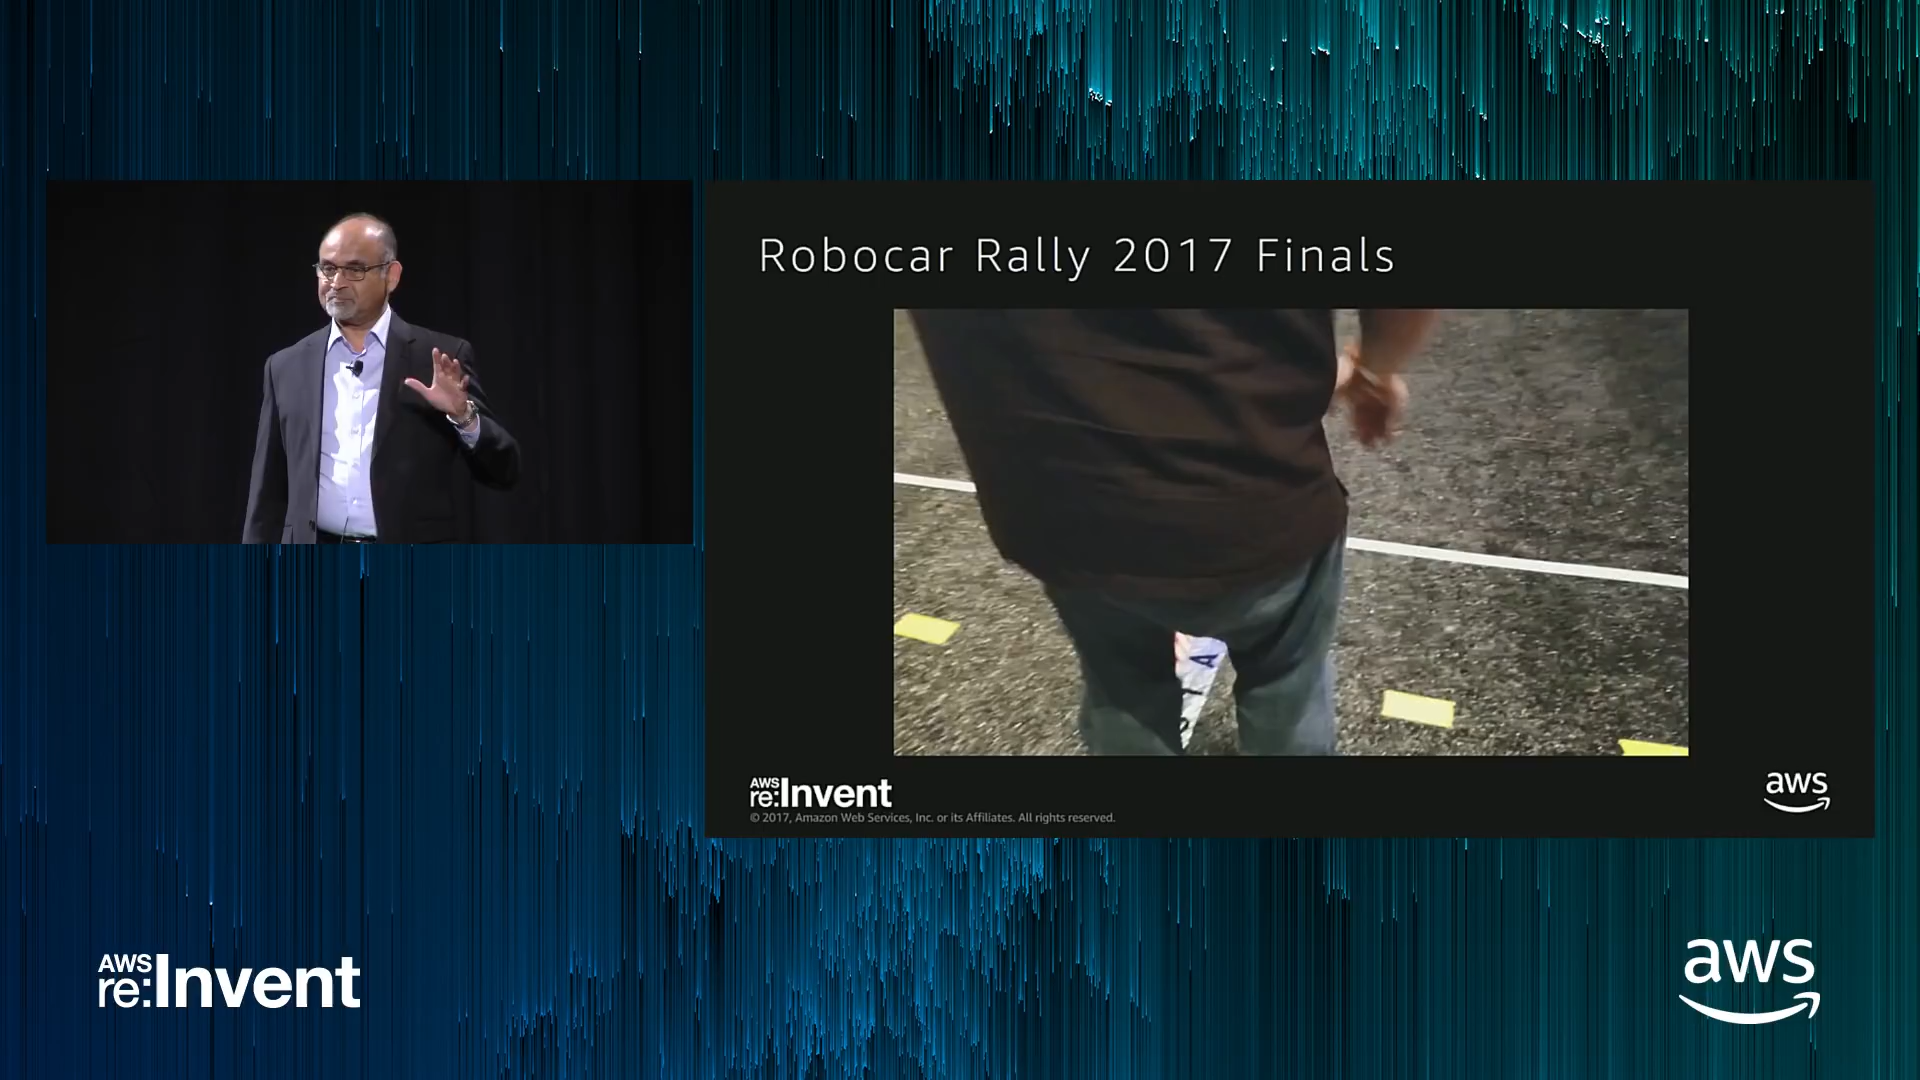 Robocar Rally 2017 Finals
A
AWS
re:Invent
© 2017, Amazon Web Services, Inc. or its Affiliates. All rights reserved.
aws
AWS
re:Invent
aws